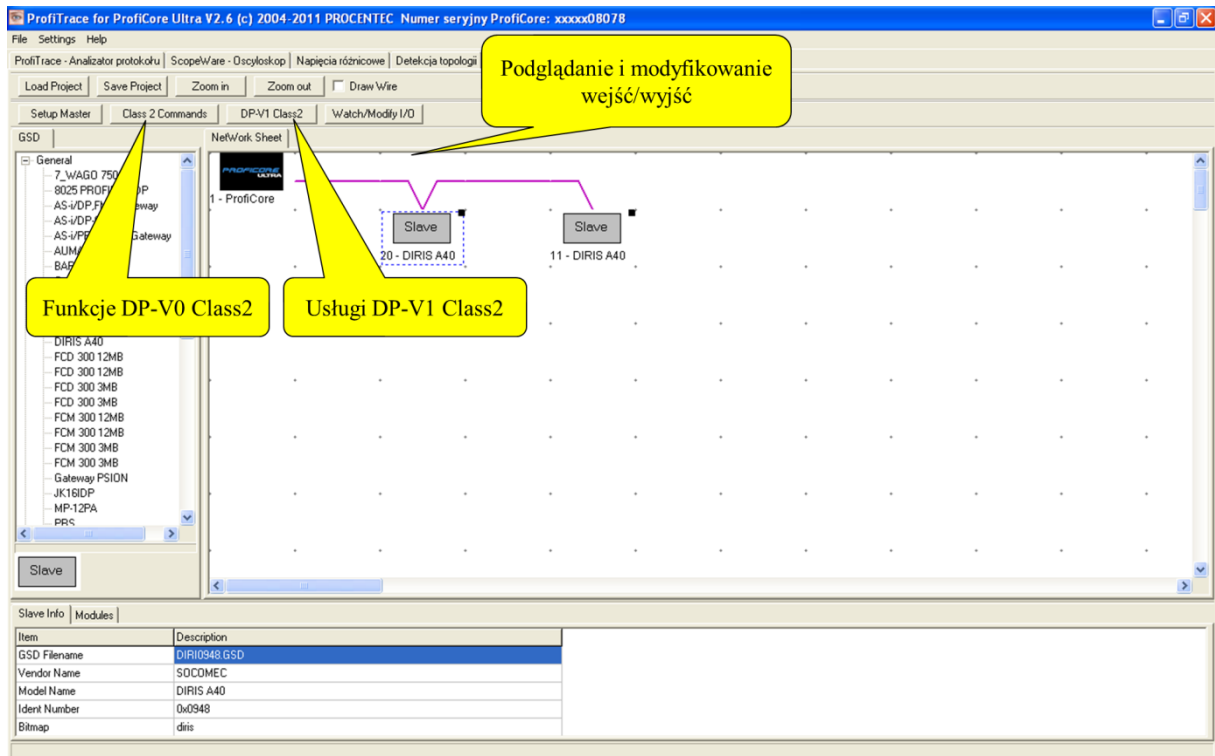 ProfiTrace for ProfiCore Ultra V2.6 (c) 2004-2011 PROCENTEC Numer seryjny ProfiCore: xxxxx08078
File Settings Help
ProfiTrace - Analizator protokołu ScopeWare - Oscyloskop Napięcia różnicowe Detekcja topologii
Podglądanie i modyfikowanie
wejść/wyjść
Load Project Save Project Zoom in Zoom out Draw Wire
Setup Master Class 2 Commands DP-V1 Class2 Watch/Modify I/O
GSD
NetWork Sheet
General
7_WAGO 750
8025
AS-i/DP,
AUMA
PROFICORE
ULTRA
1 - ProfiCore
Slave
20 - DIRIS A40
Slave
11 - DIRIS A40
Funkcje DP-V0 Class2
Usługi DP-V1 Class2
DIRIS A40
FCD 300 12MB
FCD 300 12MB
FCD 300 3MB
FCD 300 3MB
FCM 300 12MB
FCM 300 12MB
FCM 300 3MB
FCM 300 3MB
Gateway PSION
JK16IDP
MP-12PA
PBS
Slave
Slave Info Modules
Item Description
GSD Filename DIRI0948.GSD
Vendor Name SOCOMEC
Model Name DIRIS A40
Ident Number 0x0948
Bitmap diris